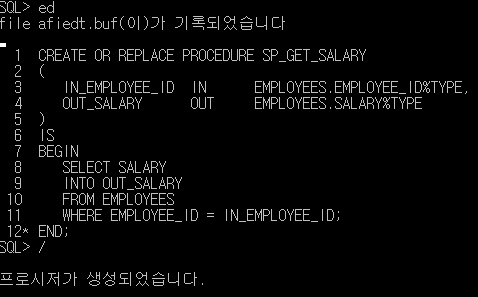 SQL> ed
file afiedt.buf(이)가 기록되었습니다
1 CREATE OR REPLACE PROCEDURE SP_GET_SALARY
2 (
3 IN_EMPLOYEE_ID IN EMPLOYEES.EMPLOYEE_ID%TYPE,
4 OUT_SALARY OUT EMPLOYEES.SALARY%TYPE
5 )
6 IS
7 BEGIN
8 SELECT SALARY
9 INTO OUT_SALARY
10 FROM EMPLOYEES
11 WHERE EMPLOYEE_ID = IN_EMPLOYEE_ID;
12* END;
SQL> /
프로시저가 생성되었습니다.